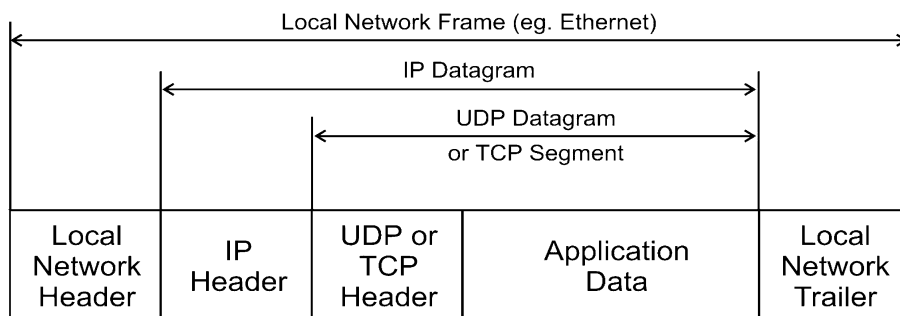 Local Network Frame (eg. Ethernet)
IP Datagram
UDP Datagram
or TCP Segment
Local
Network
Header
IP
Header
UDP or
TCP
Header
Application
Data
Local
Network
Trailer